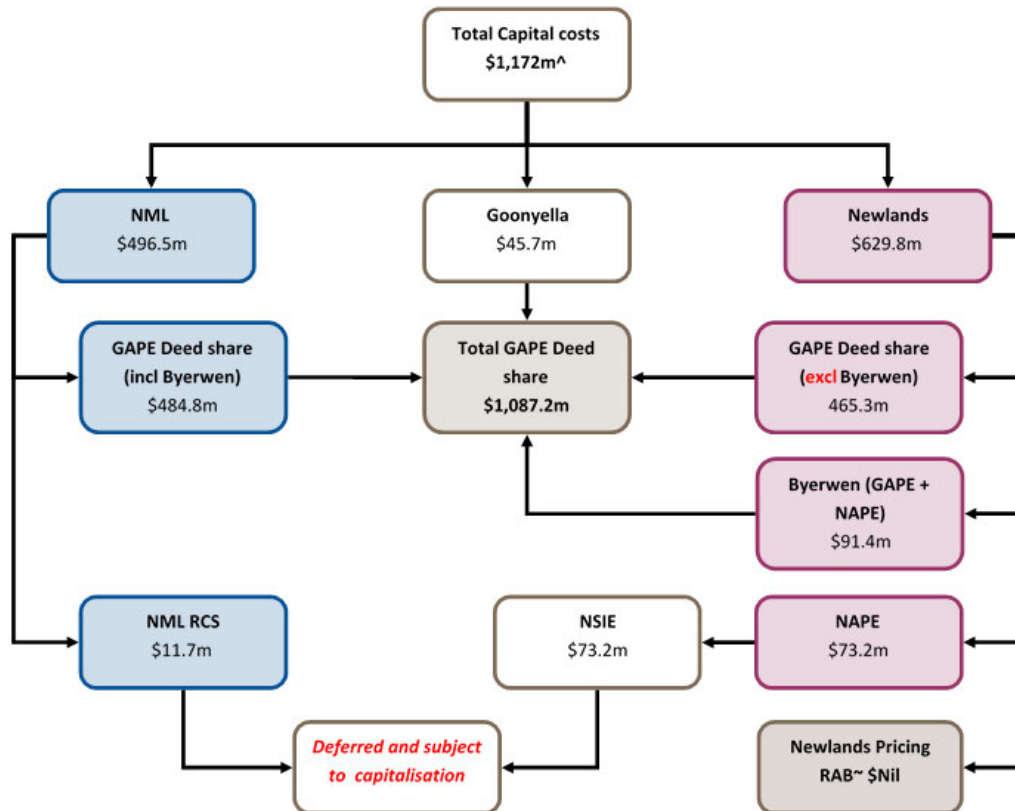 Total Capital costs
$1,172m^
NML
$496.5m
Goonyella
$45.7m
Newlands
$629.8m
GAPE Deed share
(incl Byerwen)
$484.8m
Total GAPE Deed
share
$1,087.2m
GAPE Deed share
(excl Byerwen)
465.3m
Byerwen (GAPE +
NAPE)
$91.4m
NML RCS
$11.7m
NSIE
$73.2m
NAPE
$73.2m
Deferred and subject
to capitalisation
Newlands Pricing
RAB~ $Nil